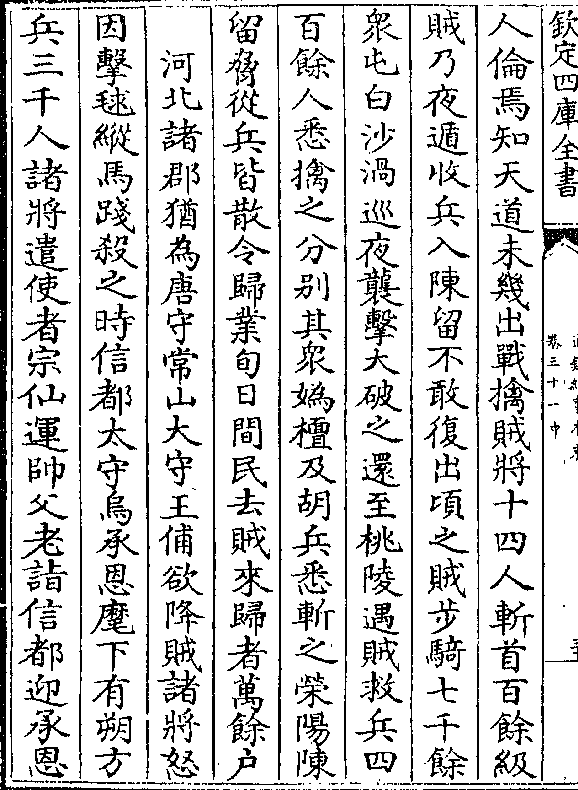 欽定四庫全書
卷三十一中
人倫焉知天道未幾出戰擒賊將十四人斬首百餘級
賊乃夜遁收兵入陳留不敢復出頃之賊步騎七千餘
衆屯白沙渦巡夜襲擊大破之還至桃陵遇賊救兵四
百餘人悉擒之分别其衆嬀檀及胡兵悉斬之榮陽陳
留脅從兵皆散令歸業旬日間民去賊來歸者萬餘户
河北諸郡猶為唐守常山太守王俌欲降賊諸將怒
因擊毬縱馬踐殺之時信都太守烏承恩麾下有朔方
兵三千人諸將遣使者宗仙運帥父老詣信都迎承恩